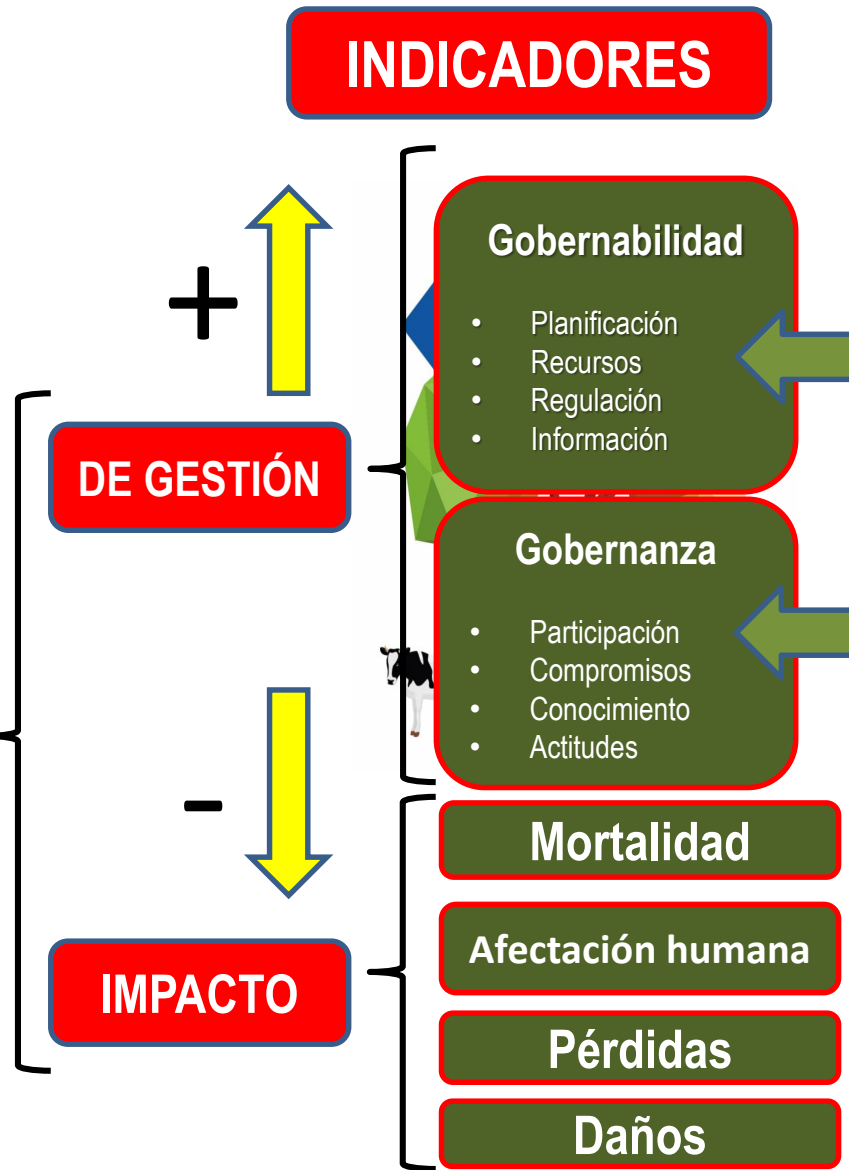 INDICADORES
+
DE GESTIÓN
Gobernabilidad
• Planificación
• Recursos
• Regulación
• Información
Gobernanza
• Participación
• Compromisos
• Conocimiento
• Actitudes
-
IMPACTO
Mortalidad
Afectación humana
Pérdidas
Daños